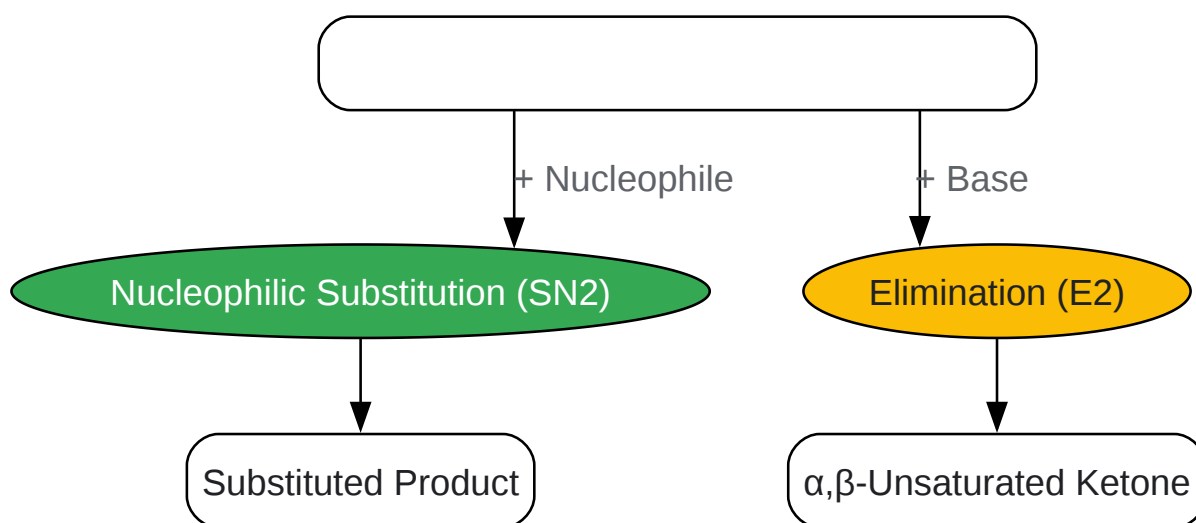 + Nucleophile
+ Base
Nucleophilic Substitution (SN2)
Elimination (E2)
Substituted Product
α,β-Unsaturated Ketone